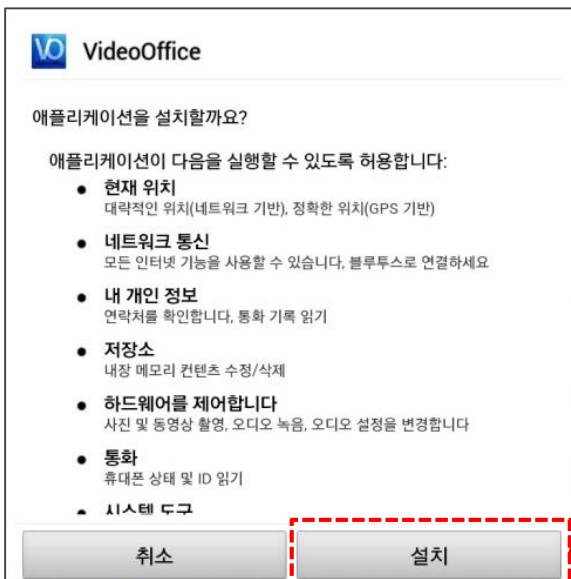 VO VideoOffice
애플리케이션을 설치할까요?
애플리케이션이 다음을 실행할 수 있도록 허용합니다:
● 현재 위치
대략적인 위치(네트워크 기반), 정확한 위치(GPS 기반)
● 네트워크 통신
모든 인터넷 기능을 사용할 수 있습니다, 블루투스로 연결하세요
● 내 개인 정보
연락처를 확인합니다, 통화 기록 읽기
● 저장소
내장 메모리 컨텐츠 수정/삭제
● 하드웨어를 제어합니다
사진 및 동영상 촬영, 오디오 녹음, 오디오 설정을 변경합니다
● 통화
휴대폰 상태 및 ID 읽기
● 시스템 도구
취소 설치